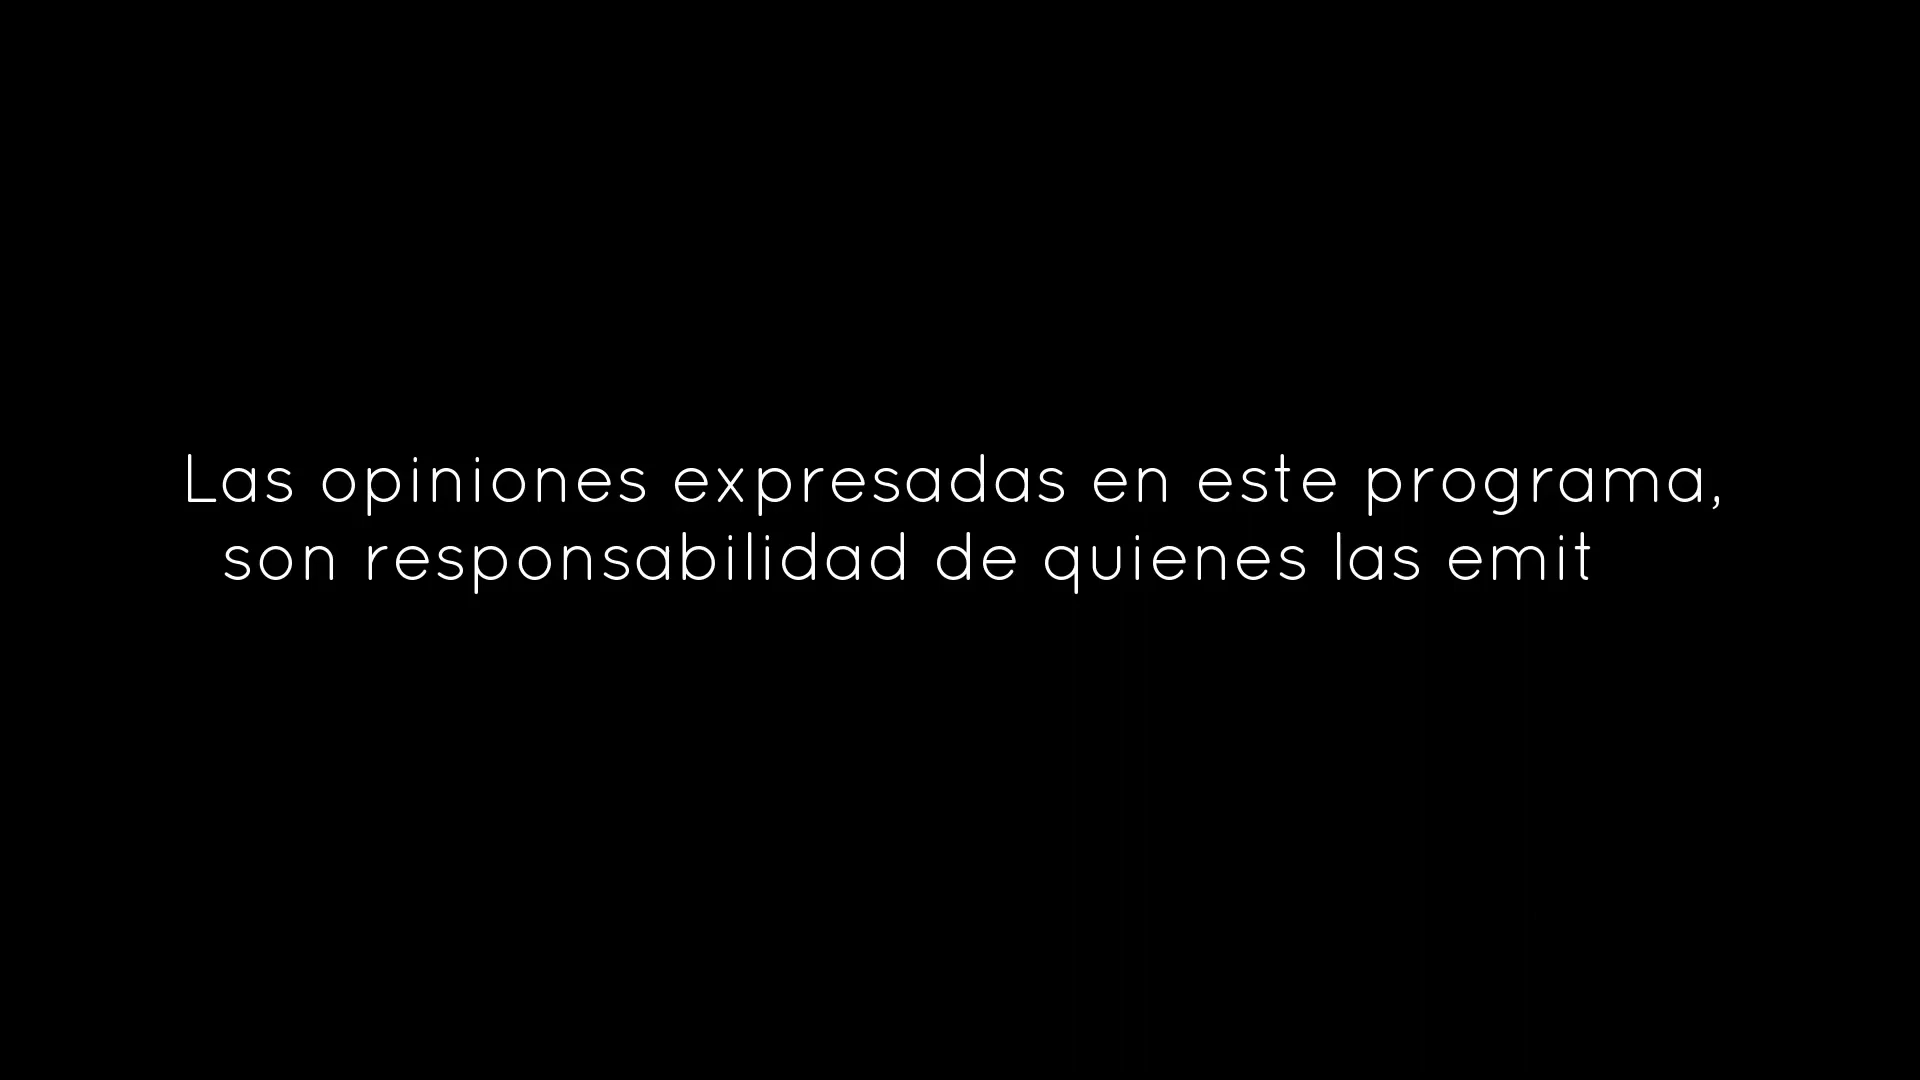 Las opiniones expresadas en este programa,
son responsabilidad de quienes las emit